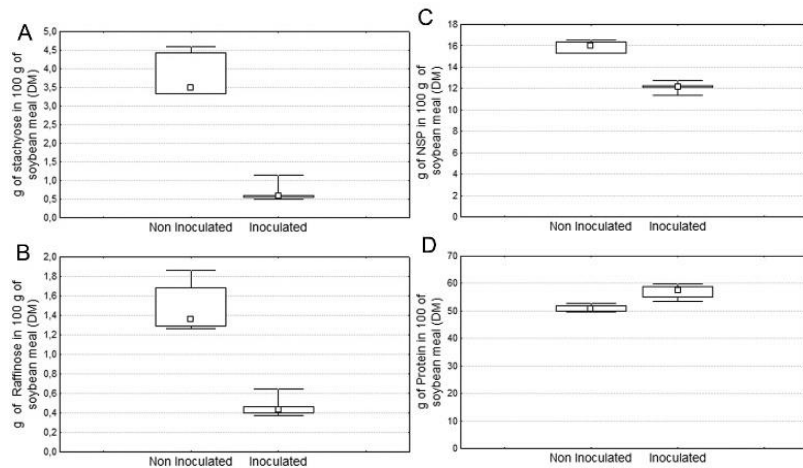 A
g of stachyose in 100 g of
soybean meal (DM)
5,0
4,5
4,0
3,5
3,0
2,5
2,0
1,5
1,0
0,5
0,0
Non Inoculated
Inoculated
B
g of Raffinose in 100 g of
soybean meal (DM)
2,0
1,8
1,6
1,4
1,2
1,0
0,8
0,6
0,4
0,2
0,0
Non Inoculated
Inoculated
C
g of NSP in 100 g of
soybean meal (DM)
18
16
14
12
10
8
6
4
2
0
Non Inoculated
Inoculated
D
g of Protein in 100 of
soybean meal (DM)
70
60
50
40
30
20
10
0
Non Inoculated
Inoculated